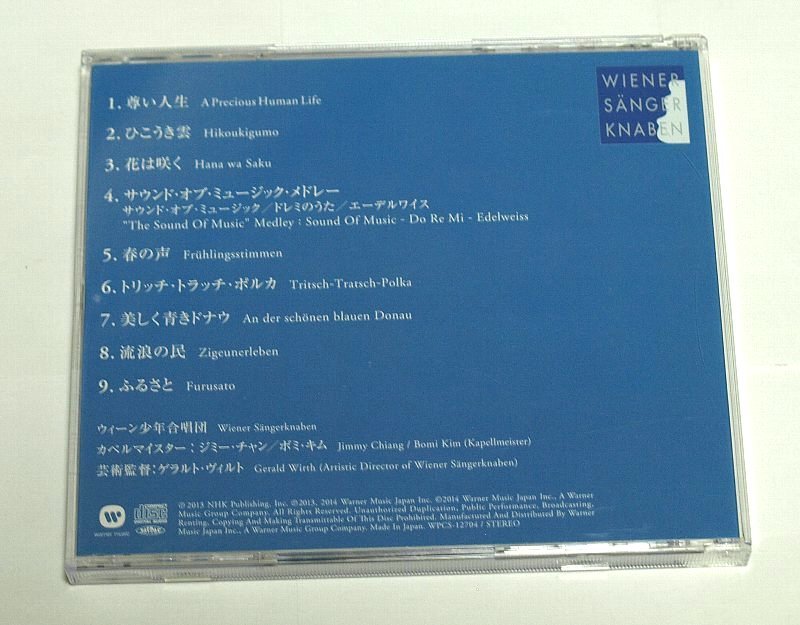 WIENER
SÄNGER
KNABEN
1. 尊い人生 A Precious Human Life
2. ひこうき雲 Hikoukigumo
3. 花は咲く Hana wa Saku
4. サウンド・オブ・ミュージック・メドレー
サウンド・オブ・ミュージック/ドレミのうた/エーデルワイス
"The Sound Of Music" Medley : Sound Of Music - Do Re Mi - Edelweiss
5. 春の声 Frühlingsstimmen
6. トリッチ・トラッチ・ポルカ Tritsch-Tratsch-Polka
7. 美しく青きドナウ An der schönen blauen Donau
8. 流浪の民 Zigeunerleben
9. ふるさと Furusato
ウィーン少年合唱団 Wiener Sängerknaben
カペルマイスター:ジミー・チャン/ボミ・キム Jimmy Chiang / Bomi Kim (Kapellmeister)
芸術監督:ゲラルト・ヴィルト Gerald Wirth (Artistic Director of Wiener Sängerknaben)
℗2013 NHK Publishing, Inc. ©2013, 2014 Warner Music Japan Inc. ©2014 Warner Music Japan Inc., A Warner
Music Group Company. All Rights Reserved. Unauthorized Duplication, Public Performance, Broadcasting,
Renting, Copying And Making Transmittable Of This Disc Prohibited. Manufactured And Distributed By Warner
Music Japan Inc., A Warner Music Group Company. Made In Japan. WPCS-12704 / STEREO
warner music
disc
DIGITAL AUDIO